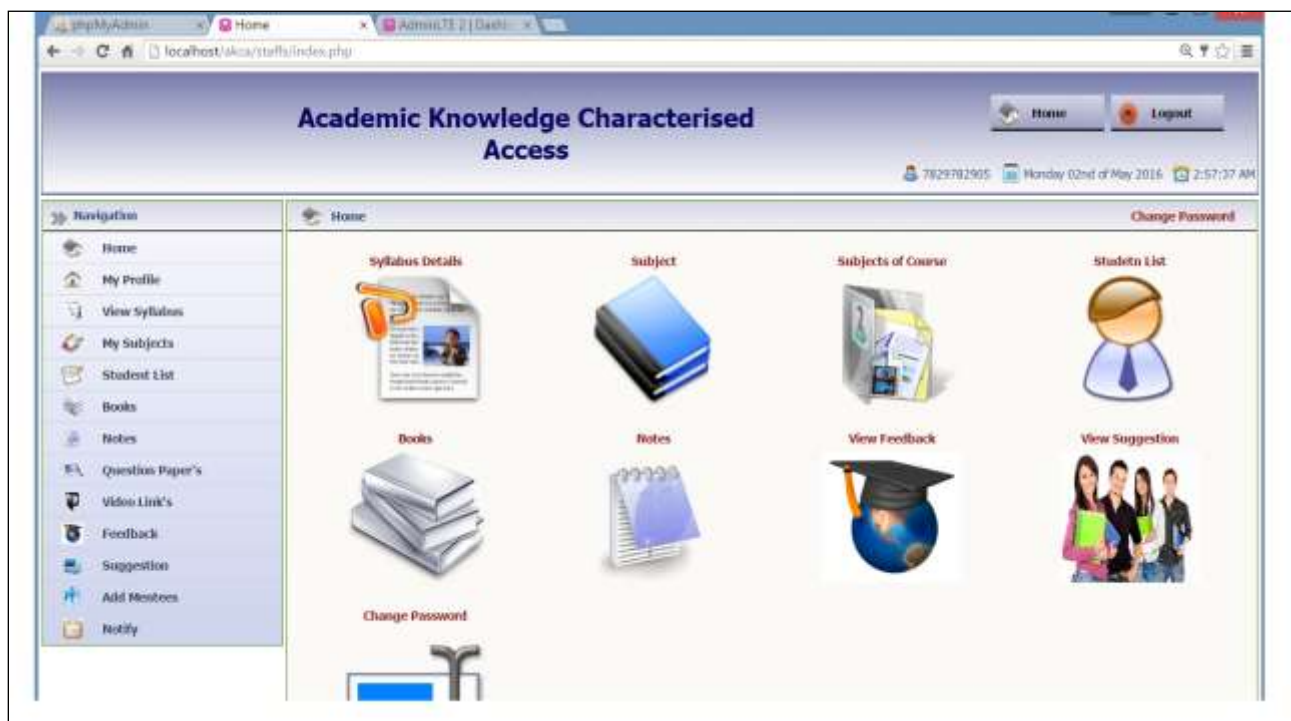 phpMyAdmin
Home
AdminLTE 2 | Dashb
localhost/akca/staffs/index.php
Academic Knowledge Characterised
Access
Home
Logout
7829782905
Monday 02nd of May 2016
2:57:37 AM
Navigation
Home
Change Password
Home
My Profile
View Syllabus
My Subjects
Student List
Books
Notes
Question Paper's
Video Link's
Feedback
Suggestion
Add Mentees
Notify
Syllabus Details
Subject
Subjects of Course
Studetn List
Books
Notes
View Feedback
View Suggestion
Change Password